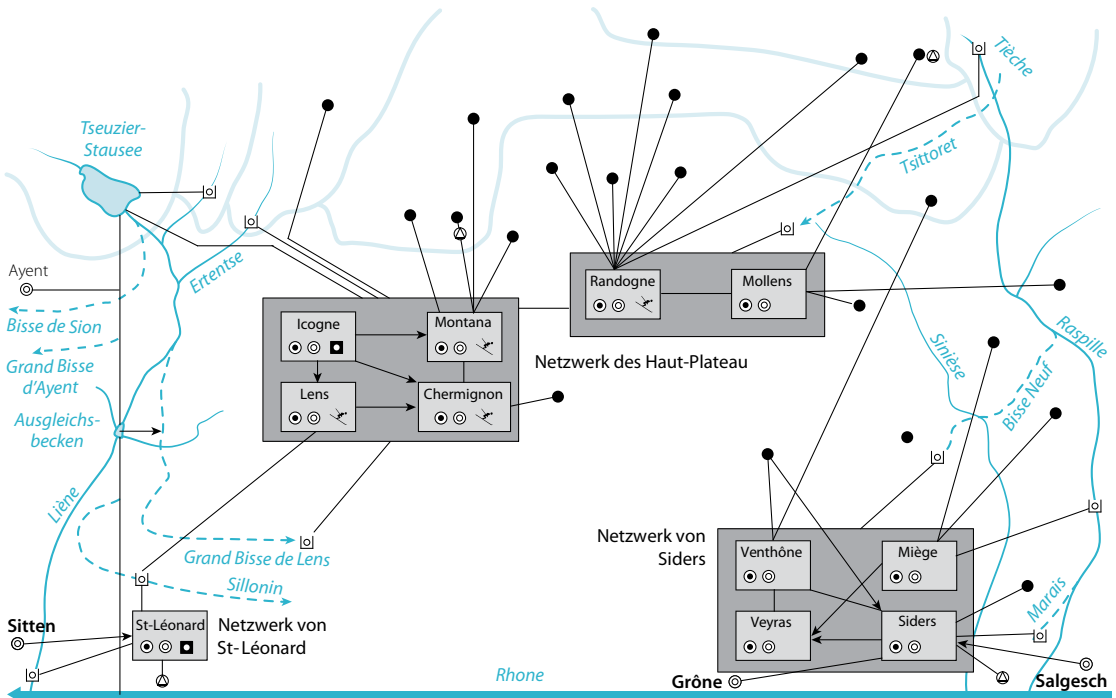 Tièche
Tseuzier-
Stausee
Tsittoret
Ayent
Ertentse
Randogne
Mollens
Bisse de Sion
Icogne
Montana
Raspille
Sinièse
Grand Bisse
d'Ayent
Netzwerk des Haut-Plateau
Bisse Neuf
Lens
Chermignon
Ausgleichs-
becken
Liène
Grand Bisse de Lens
Netzwerk von
Siders
Venthône
Miège
Sillonin
Marais
Sitten
St-Léonard
Netzwerk von
St-Léonard
Veyras
Siders
Rhone
Grône
Salgesch